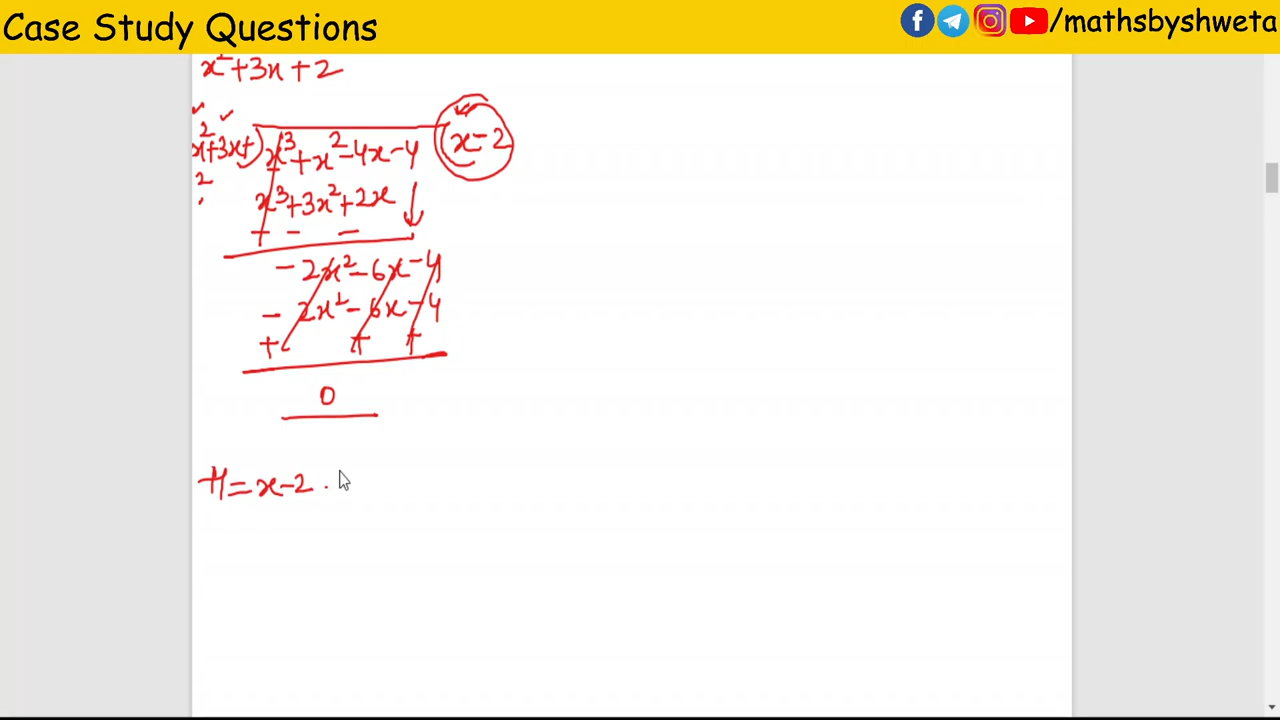 Case Study Questions
/mathsbyshweta
x²+3x+2
x²+3x+2) x³+x²-4x-4 (x-2
x³+3x²+2x
+ - -
-2x²-6x-4
-2x²-6x-4
+ + +
0
H=x-2.